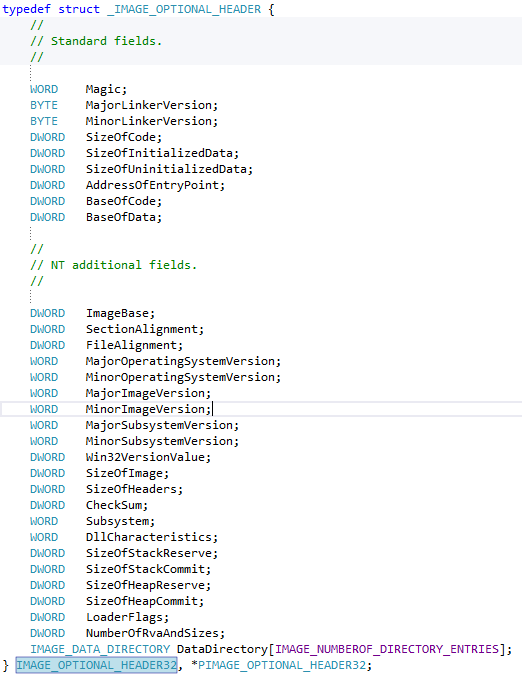 typedef struct _IMAGE_OPTIONAL_HEADER {
//
// Standard fields.
//
WORD Magic;
BYTE MajorLinkerVersion;
BYTE MinorLinkerVersion;
DWORD SizeOfCode;
DWORD SizeOfInitializedData;
DWORD SizeOfUninitializedData;
DWORD AddressOfEntryPoint;
DWORD BaseOfCode;
DWORD BaseOfData;
//
// NT additional fields.
//
DWORD ImageBase;
DWORD SectionAlignment;
DWORD FileAlignment;
WORD MajorOperatingSystemVersion;
WORD MinorOperatingSystemVersion;
WORD MajorImageVersion;
WORD MinorImageVersion;
WORD MajorSubsystemVersion;
WORD MinorSubsystemVersion;
DWORD Win32VersionValue;
DWORD SizeOfImage;
DWORD SizeOfHeaders;
DWORD CheckSum;
WORD Subsystem;
WORD DllCharacteristics;
DWORD SizeOfStackReserve;
DWORD SizeOfStackCommit;
DWORD SizeOfHeapReserve;
DWORD SizeOfHeapCommit;
DWORD LoaderFlags;
DWORD NumberOfRvaAndSizes;
IMAGE_DATA_DIRECTORY DataDirectory[IMAGE_NUMBEROF_DIRECTORY_ENTRIES];
} IMAGE_OPTIONAL_HEADER32, *PIMAGE_OPTIONAL_HEADER32;